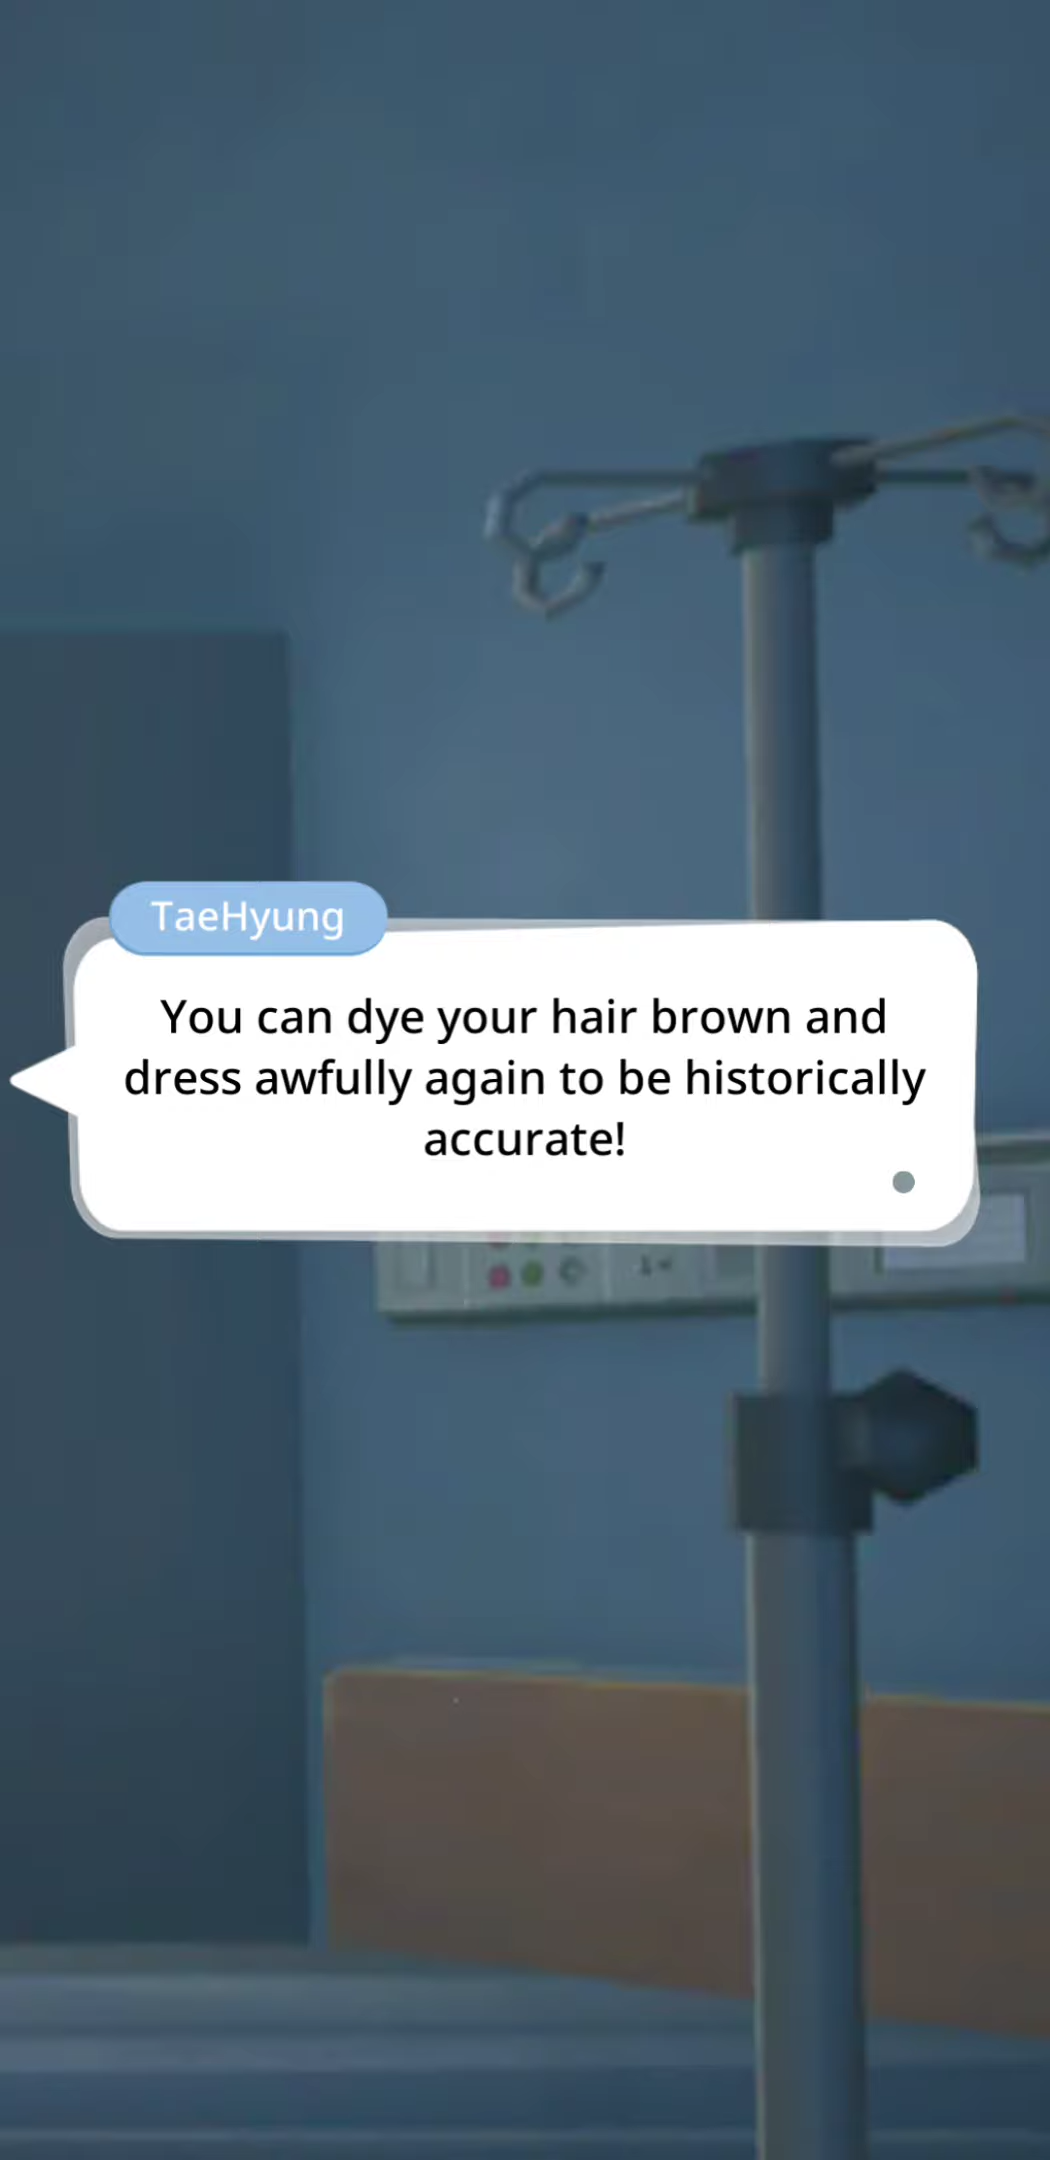 TaeHyung
You can dye your hair brown and
dress awfully again to be historically
accurate!